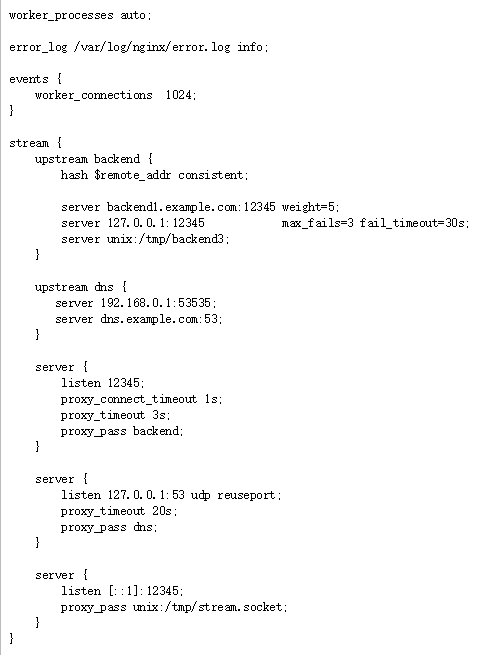 worker_processes auto;

error_log /var/log/nginx/error.log info;

events {
    worker_connections  1024;
}

stream {
    upstream backend {
        hash $remote_addr consistent;

        server backend1.example.com:12345 weight=5;
        server 127.0.0.1:12345            max_fails=3 fail_timeout=30s;
        server unix:/tmp/backend3;
    }

    upstream dns {
       server 192.168.0.1:53535;
       server dns.example.com:53;
    }

    server {
        listen 12345;
        proxy_connect_timeout 1s;
        proxy_timeout 3s;
        proxy_pass backend;
    }

    server {
        listen 127.0.0.1:53 udp reuseport;
        proxy_timeout 20s;
        proxy_pass dns;
    }

    server {
        listen [::1]:12345;
        proxy_pass unix:/tmp/stream.socket;
    }
}